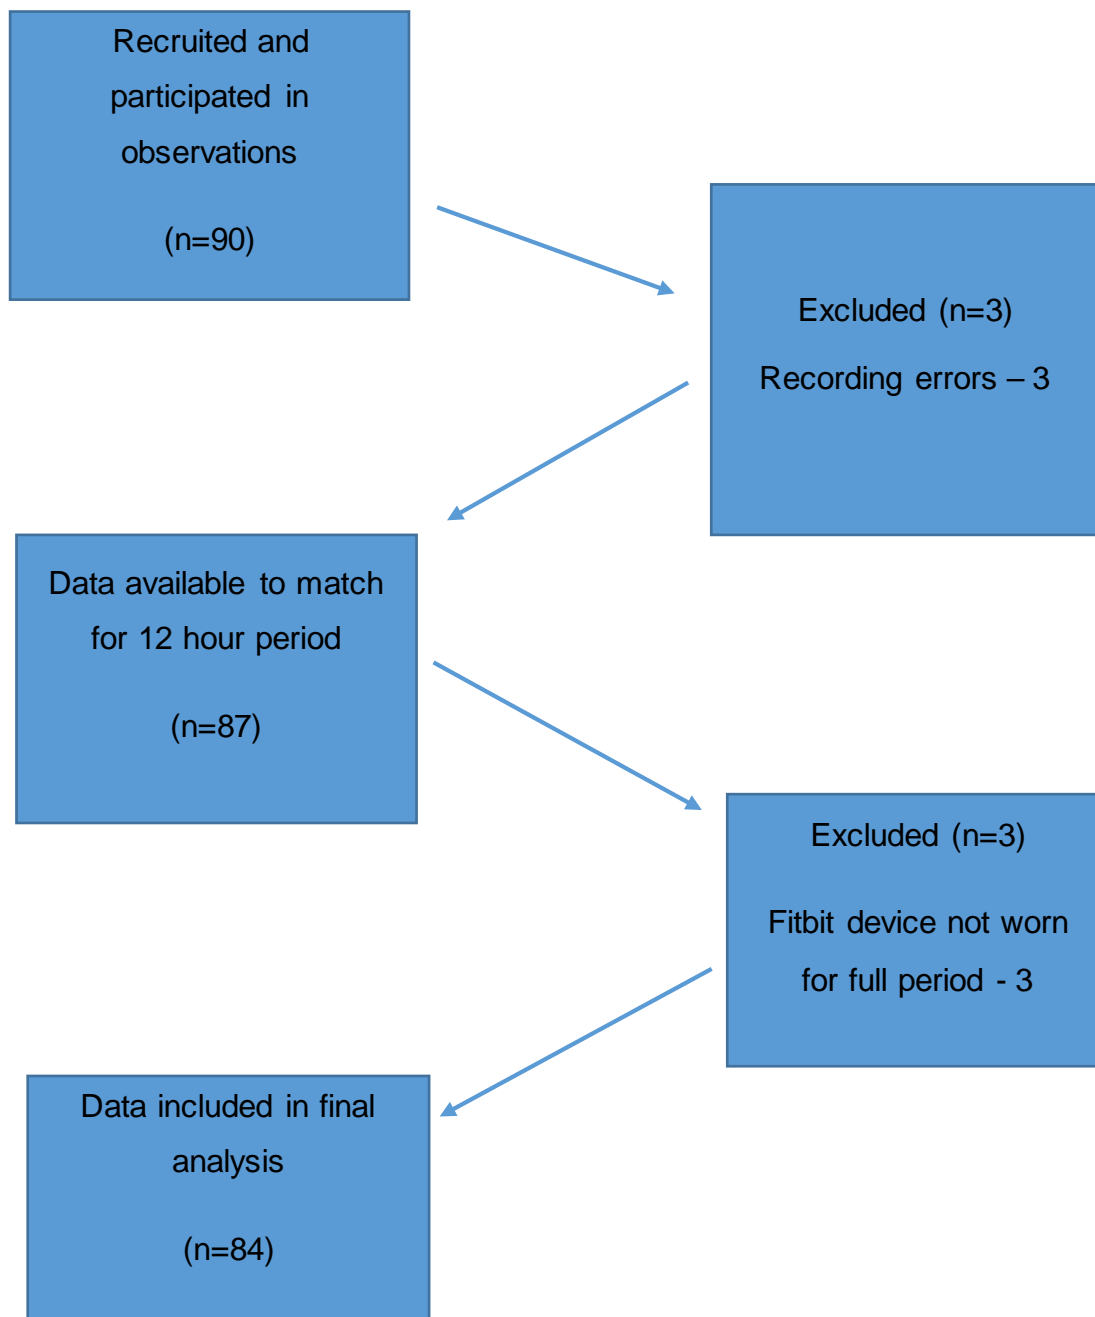 Recruited and
participated in
observations
(n=90)
Excluded (n=3)
Recording errors – 3
Data available to match
for 12 hour period
(n=87)
Excluded (n=3)
Fitbit device not worn
for full period - 3
Data included in final
analysis
(n=84)